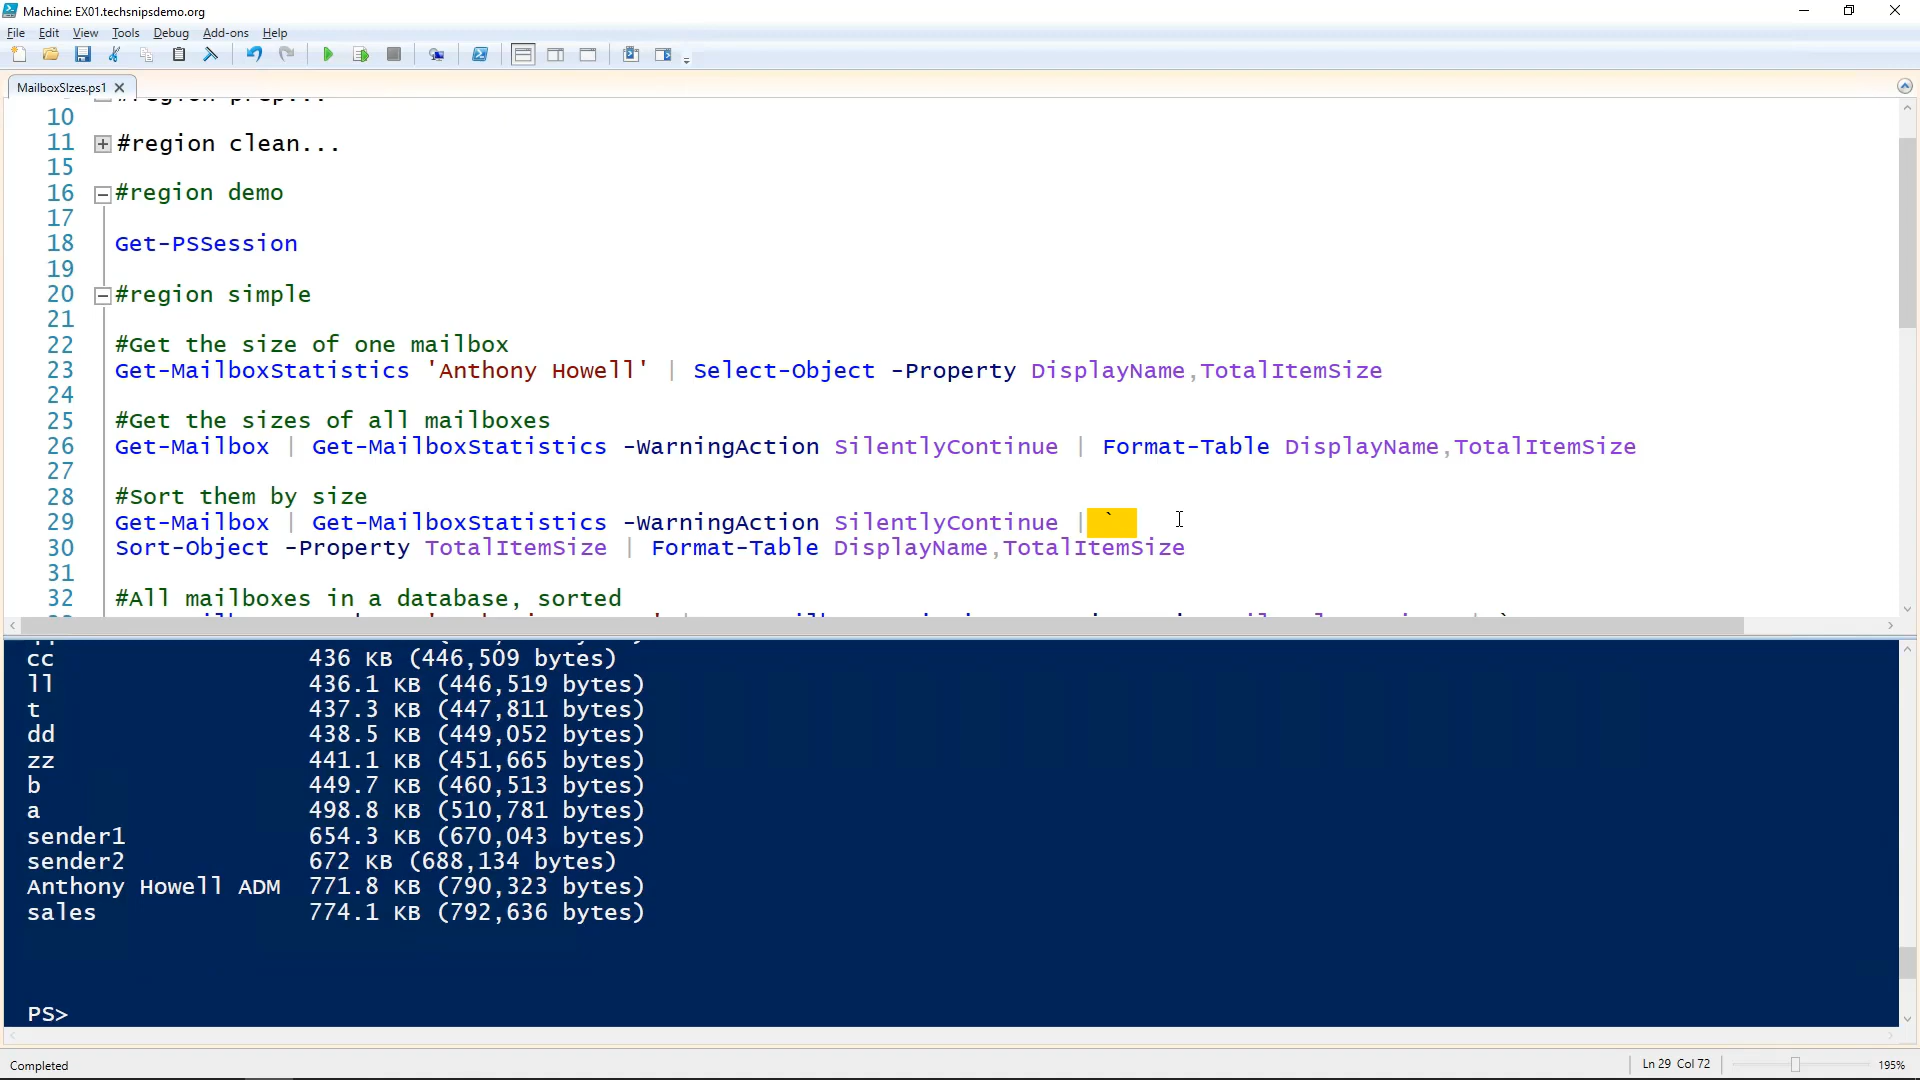 Machine: EX01.techsnipsdemo.org
File Edit View Tools Debug Add-ons Help
MailboxSIzes.ps1
10
11 #region clean...
15
16 #region demo
17
18 Get-PSSession
19
20 #region simple
21
22 #Get the size of one mailbox
23 Get-MailboxStatistics 'Anthony Howell' | Select-Object -Property DisplayName,TotalItemSize
24
25 #Get the sizes of all mailboxes
26 Get-Mailbox | Get-MailboxStatistics -WarningAction SilentlyContinue | Format-Table DisplayName,TotalItemSize
27
28 #Sort them by size
29 Get-Mailbox | Get-MailboxStatistics -WarningAction SilentlyContinue | `
30 Sort-Object -Property TotalItemSize | Format-Table DisplayName,TotalItemSize
31
32 #All mailboxes in a database, sorted
cc 436 KB (446,509 bytes)
ll 436.1 KB (446,519 bytes)
t 437.3 KB (447,811 bytes)
dd 438.5 KB (449,052 bytes)
zz 441.1 KB (451,665 bytes)
b 449.7 KB (460,513 bytes)
a 498.8 KB (510,781 bytes)
sender1 654.3 KB (670,043 bytes)
sender2 672 KB (688,134 bytes)
Anthony Howell ADM 771.8 KB (790,323 bytes)
sales 774.1 KB (792,636 bytes)
PS>
Completed Ln 29 Col 72 195%